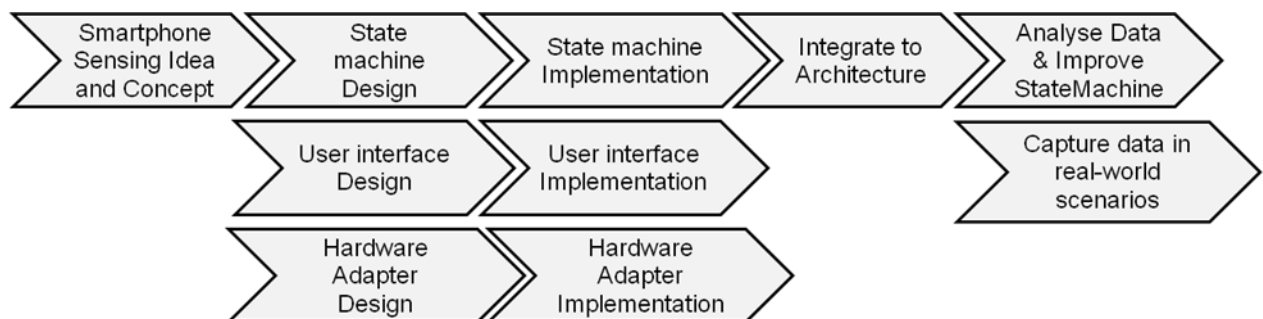 Smartphone
Sensing Idea
and Concept
State
machine
Design
State machine
Implementation
Integrate to
Architecture
Analyse Data
& Improve
StateMachine
User interface
Design
User interface
Implementation
Capture data in
real-world
scenarios
Hardware
Adapter
Design
Hardware
Adapter
Implementation